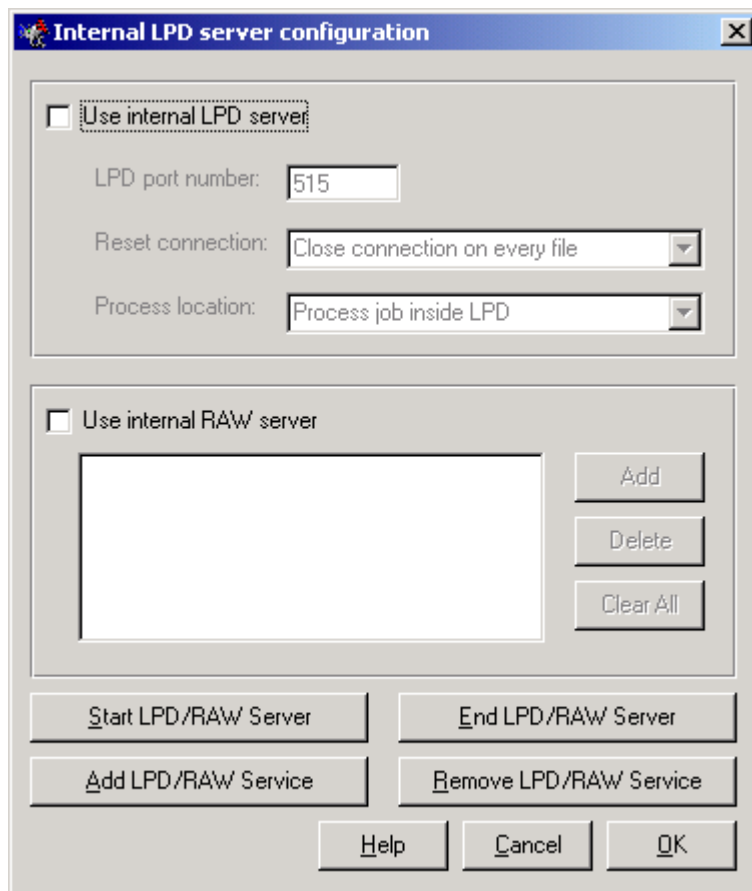 Internal LPD server configuration
Use internal LPD server
LPD port number: 515
Reset connection: Close connection on every file
Process location: Process job inside LPD
Use internal RAW server
Add
Delete
Clear All
Start LPD/RAW Server End LPD/RAW Server
Add LPD/RAW Service Remove LPD/RAW Service
Help Cancel OK